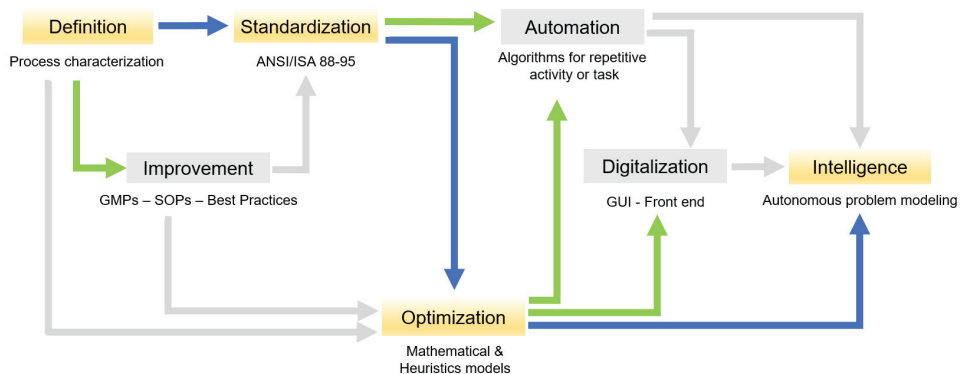 Definition
Process characterization
Standardization
ANSI/ISA 88-95
Automation
Algorithms for repetitive
activity or task
Improvement
GMPs – SOPs – Best Practices
Digitalization
GUI - Front end
Intelligence
Autonomous problem modeling
Optimization
Mathematical &
Heuristics models